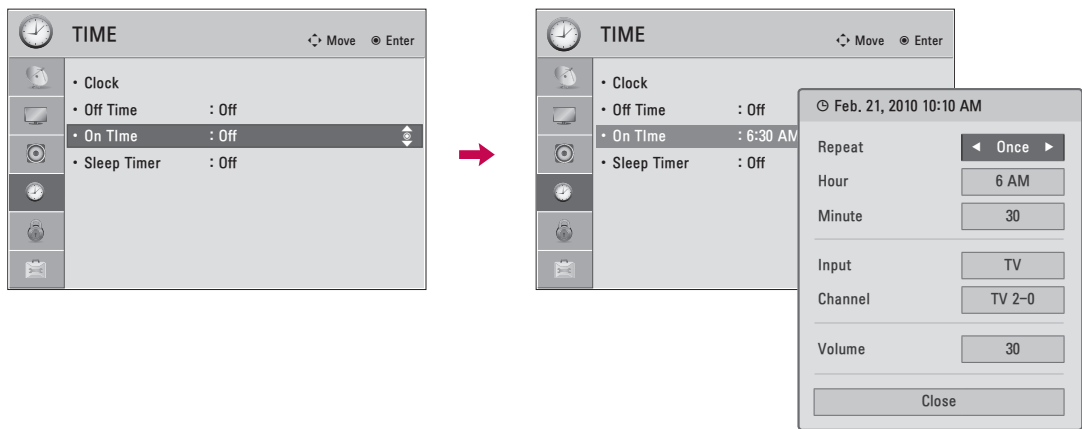 TIME
Move Enter
• Clock
• Off Time : Off
• On TIme : Off
• Sleep Timer : Off
TIME
Move Enter
• Clock
• Off Time : Off
• On TIme : 6:30 AM
• Sleep Timer : Off
Feb. 21, 2010 10:10 AM
Repeat ◄ Once ►
Hour 6 AM
Minute 30
Input TV
Channel TV 2-0
Volume 30
Close